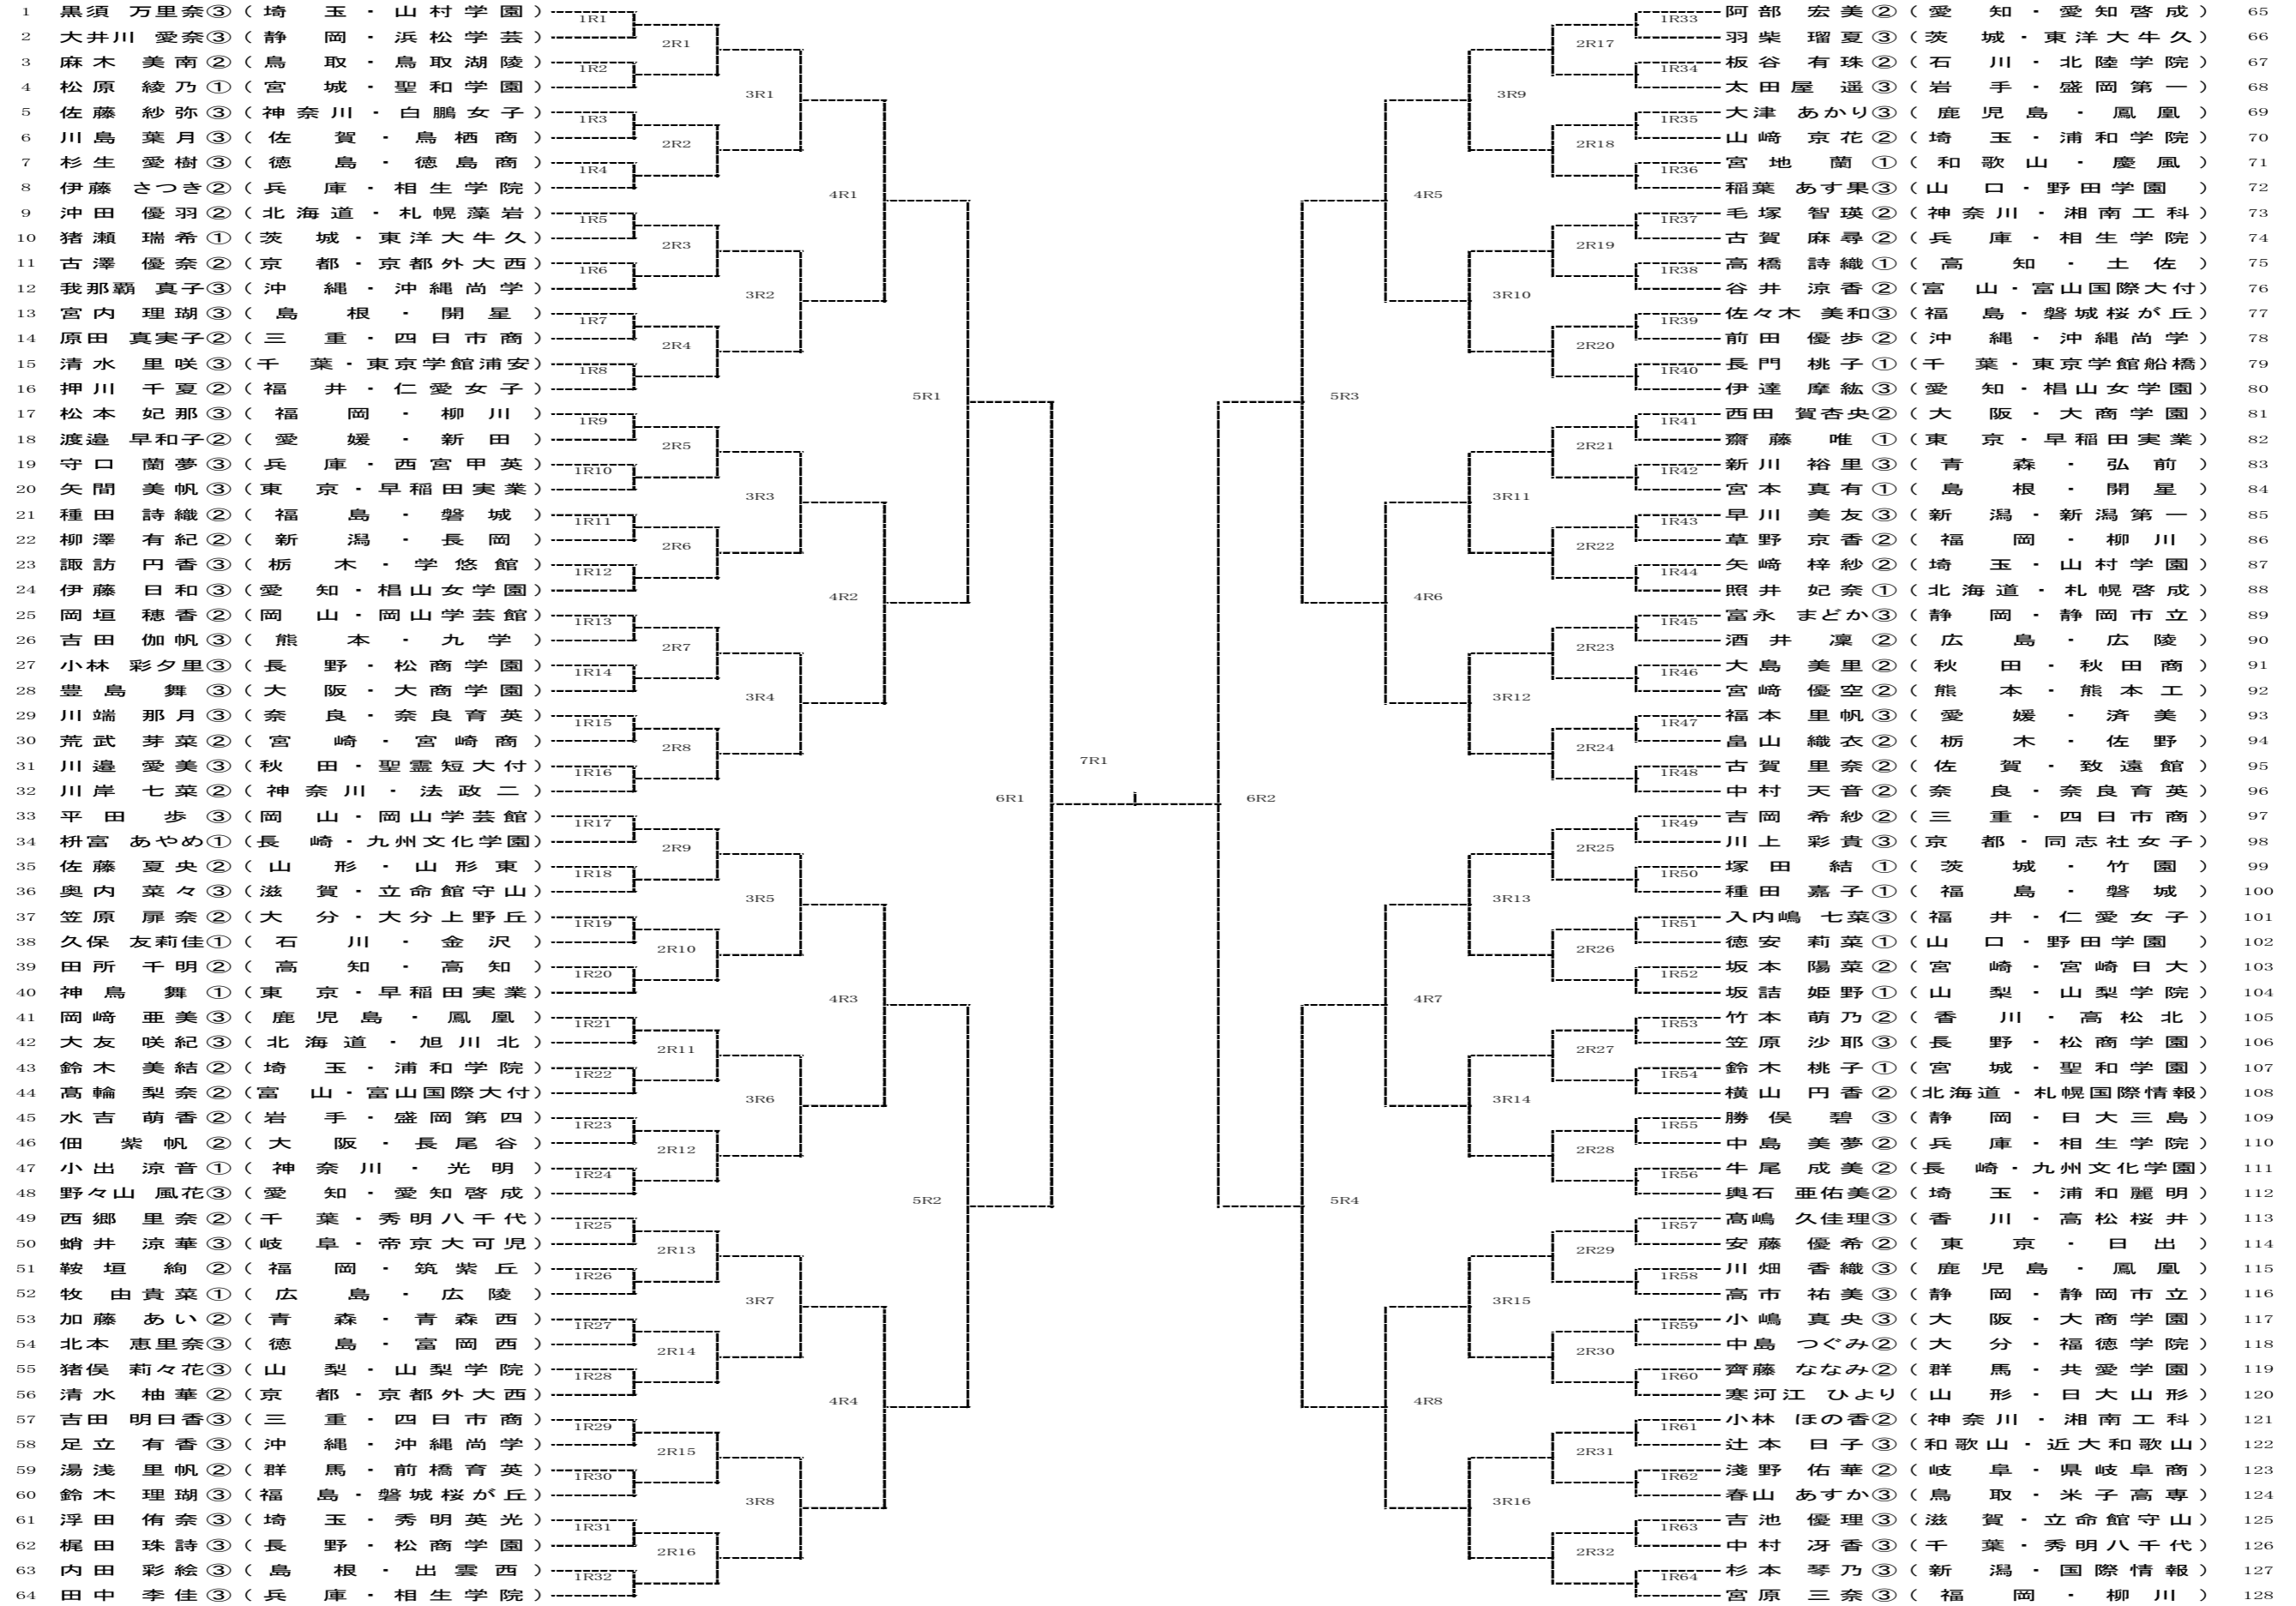 1 黒須 万里奈③ ( 埼 玉 ・ 山 村 学 園 )
2 大井川 愛奈③ ( 静 岡 ・ 浜 松 学 芸 )
3 麻 木 美 南 ② ( 鳥 取 ・ 鳥 取 湖 陵 )
4 松 原 綾 乃 ① ( 宮 城 ・ 聖 和 学 園 )
5 佐 藤 紗 弥 ③ ( 神 奈 川 ・ 白 鵬 女 子 )
6 川 島 葉 月 ③ ( 佐 賀 ・ 鳥 栖 商 )
7 杉 生 愛 樹 ③ ( 徳 島 ・ 徳 島 商 )
8 伊藤 さつき② ( 兵 庫 ・ 相 生 学 院 )
9 沖 田 優 羽 ② ( 北 海 道 ・ 札 幌 藻 岩 )
10 猪 瀬 瑞 希 ① ( 茨 城 ・ 東 洋 大 牛 久 )
11 古 澤 優 奈 ② ( 京 都 ・ 京 都 外 大 西 )
12 我那覇 真子③ ( 沖 縄 ・ 沖 縄 尚 学 )
13 宮 内 理 瑚 ③ ( 島 根 ・ 開 星 )
14 原田 真実子② ( 三 重 ・ 四 日 市 商 )
15 清 水 里 咲 ③ ( 千 葉 ・ 東京学館浦安 )
16 押 川 千 夏 ② ( 福 井 ・ 仁 愛 女 子 )
17 松 本 妃 那 ③ ( 福 岡 ・ 柳 川 )
18 渡邉 早和子② ( 愛 媛 ・ 新 田 )
19 守 口 蘭 夢 ③ ( 兵 庫 ・ 西 宮 甲 英 )
20 矢 間 美 帆 ③ ( 東 京 ・ 早 稲 田 実 業 )
21 種 田 詩 織 ② ( 福 島 ・ 磐 城 )
22 柳 澤 有 紀 ② ( 新 潟 ・ 長 岡 )
23 諏 訪 円 香 ③ ( 栃 木 ・ 学 悠 館 )
24 伊 藤 日 和 ③ ( 愛 知 ・ 椙 山 女 学 園 )
25 岡 垣 穂 香 ② ( 岡 山 ・ 岡 山 学 芸 館 )
26 吉 田 伽 帆 ③ ( 熊 本 ・ 九 学 )
27 小林 彩夕里③ ( 長 野 ・ 松 商 学 園 )
28 豊 島 舞 ③ ( 大 阪 ・ 大 商 学 園 )
29 川 端 那 月 ③ ( 奈 良 ・ 奈 良 育 英 )
30 荒 武 芽 菜 ② ( 宮 崎 ・ 宮 崎 商 )
31 川 邉 愛 美 ③ ( 秋 田 ・ 聖 霊 短 大 付 )
32 川 岸 七 菜 ② ( 神 奈 川 ・ 法 政 二 )
33 平 田 歩 ③ ( 岡 山 ・ 岡 山 学 芸 館 )
34 枡富 あやめ① ( 長 崎 ・ 九州文化学園 )
35 佐 藤 夏 央 ② ( 山 形 ・ 山 形 東 )
36 奥 内 菜 々 ③ ( 滋 賀 ・ 立 命 館 守 山 )
37 笠 原 扉 奈 ② ( 大 分 ・ 大分上野丘 )
38 久保 友莉佳① ( 石 川 ・ 金 沢 )
39 田 所 千 明 ② ( 高 知 ・ 高 知 )
40 神 鳥 舞 ① ( 東 京 ・ 早 稲 田 実 業 )
41 岡 崎 亜 美 ③ ( 鹿 児 島 ・ 鳳 凰 )
42 大 友 咲 紀 ③ ( 北 海 道 ・ 旭 川 北 )
43 鈴 木 美 結 ② ( 埼 玉 ・ 浦 和 学 院 )
44 髙 輪 梨 奈 ② ( 富 山 ・ 富山国際大付 )
45 水 吉 萌 香 ② ( 岩 手 ・ 盛 岡 第 四 )
46 佃 紫 帆 ② ( 大 阪 ・ 長 尾 谷 )
47 小 出 涼 音 ① ( 神 奈 川 ・ 光 明 )
48 野々山 風花③ ( 愛 知 ・ 愛 知 啓 成 )
49 西 郷 里 奈 ② ( 千 葉 ・ 秀明八千代 )
50 蛸 井 涼 華 ③ ( 岐 阜 ・ 帝 京 大 可 児 )
51 鞍 垣 絢 ② ( 福 岡 ・ 筑 紫 丘 )
52 牧 由 貴 菜 ① ( 広 島 ・ 広 陵 )
53 加 藤 あ い ② ( 青 森 ・ 青 森 西 )
54 北本 恵里奈③ ( 徳 島 ・ 富 岡 西 )
55 猪俣 莉々花③ ( 山 梨 ・ 山 梨 学 院 )
56 清 水 柚 華 ② ( 京 都 ・ 京 都 外 大 西 )
57 吉田 明日香③ ( 三 重 ・ 四 日 市 商 )
58 足 立 有 香 ③ ( 沖 縄 ・ 沖 縄 尚 学 )
59 湯 浅 里 帆 ② ( 群 馬 ・ 前 橋 育 英 )
60 鈴 木 理 瑚 ③ ( 福 島 ・ 磐城桜が丘 )
61 浮 田 侑 奈 ③ ( 埼 玉 ・ 秀 明 英 光 )
62 梶 田 珠 詩 ③ ( 長 野 ・ 松 商 学 園 )
63 内 田 彩 絵 ③ ( 島 根 ・ 出 雲 西 )
64 田 中 李 佳 ③ ( 兵 庫 ・ 相 生 学 院 )
1R1
1R2
1R3
1R4
1R5
1R6
1R7
1R8
1R9
1R10
1R11
1R12
1R13
1R14
1R15
1R16
1R17
1R18
1R19
1R20
1R21
1R22
1R23
1R24
1R25
1R26
1R27
1R28
1R29
1R30
1R31
1R32
2R1
2R2
2R3
2R4
2R5
2R6
2R7
2R8
2R9
2R10
2R11
2R12
2R13
2R14
2R15
2R16
3R1
3R2
3R3
3R4
3R5
3R6
3R7
3R8
4R1
4R2
4R3
4R4
5R1
5R2
6R1
7R1
6R2
5R3
5R4
4R5
4R6
4R7
4R8
3R9
3R10
3R11
3R12
3R13
3R14
3R15
3R16
2R17
2R18
2R19
2R20
2R21
2R22
2R23
2R24
2R25
2R26
2R27
2R28
2R29
2R30
2R31
2R32
1R33
1R34
1R35
1R36
1R37
1R38
1R39
1R40
1R41
1R42
1R43
1R44
1R45
1R46
1R47
1R48
1R49
1R50
1R51
1R52
1R53
1R54
1R55
1R56
1R57
1R58
1R59
1R60
1R61
1R62
1R63
1R64
阿 部 宏 美 ② ( 愛 知 ・ 愛 知 啓 成 ) 65
羽 柴 瑠 夏 ③ ( 茨 城 ・ 東 洋 大 牛 久 ) 66
板 谷 有 珠 ② ( 石 川 ・ 北 陸 学 院 ) 67
太 田 屋 遥 ③ ( 岩 手 ・ 盛 岡 第 一 ) 68
大津 あかり③ ( 鹿 児 島 ・ 鳳 凰 ) 69
山 崎 京 花 ② ( 埼 玉 ・ 浦 和 学 院 ) 70
宮 地 蘭 ① ( 和 歌 山 ・ 慶 風 ) 71
稲葉 あす果③ ( 山 口 ・ 野 田 学 園 ) 72
毛 塚 智 瑛 ② ( 神 奈 川 ・ 湘 南 工 科 ) 73
古 賀 麻 尋 ② ( 兵 庫 ・ 相 生 学 院 ) 74
高 橋 詩 織 ① ( 高 知 ・ 土 佐 ) 75
谷 井 涼 香 ② ( 富 山 ・ 富山国際大付 ) 76
佐々木 美和③ ( 福 島 ・ 磐城桜が丘 ) 77
前 田 優 歩 ② ( 沖 縄 ・ 沖 縄 尚 学 ) 78
長 門 桃 子 ① ( 千 葉 ・ 東京学館船橋 ) 79
伊 達 摩 紘 ③ ( 愛 知 ・ 椙 山 女 学 園 ) 80
西田 賀杏央② ( 大 阪 ・ 大 商 学 園 ) 81
齋 藤 唯 ① ( 東 京 ・ 早 稲 田 実 業 ) 82
新 川 裕 里 ③ ( 青 森 ・ 弘 前 ) 83
宮 本 真 有 ① ( 島 根 ・ 開 星 ) 84
早 川 美 友 ③ ( 新 潟 ・ 新 潟 第 一 ) 85
草 野 京 香 ② ( 福 岡 ・ 柳 川 ) 86
矢 崎 梓 紗 ② ( 埼 玉 ・ 山 村 学 園 ) 87
照 井 妃 奈 ① ( 北 海 道 ・ 札 幌 啓 成 ) 88
富永 まどか③ ( 静 岡 ・ 静 岡 市 立 ) 89
酒 井 凜 ② ( 広 島 ・ 広 陵 ) 90
大 島 美 里 ② ( 秋 田 ・ 秋 田 商 ) 91
宮 崎 優 空 ② ( 熊 本 ・ 熊 本 工 ) 92
福 本 里 帆 ③ ( 愛 媛 ・ 済 美 ) 93
畠 山 織 衣 ② ( 栃 木 ・ 佐 野 ) 94
古 賀 里 奈 ② ( 佐 賀 ・ 致 遠 館 ) 95
中 村 天 音 ② ( 奈 良 ・ 奈 良 育 英 ) 96
吉 岡 希 紗 ② ( 三 重 ・ 四 日 市 商 ) 97
川 上 彩 貴 ③ ( 京 都 ・ 同 志 社 女 子 ) 98
塚 田 結 ① ( 茨 城 ・ 竹 園 ) 99
種 田 嘉 子 ① ( 福 島 ・ 磐 城 ) 100
入内嶋 七菜③ ( 福 井 ・ 仁 愛 女 子 ) 101
徳 安 莉 菜 ① ( 山 口 ・ 野 田 学 園 ) 102
坂 本 陽 菜 ② ( 宮 崎 ・ 宮 崎 日 大 ) 103
坂 詰 姫 野 ① ( 山 梨 ・ 山 梨 学 院 ) 104
竹 本 萌 乃 ② ( 香 川 ・ 高 松 北 ) 105
笠 原 沙 耶 ③ ( 長 野 ・ 松 商 学 園 ) 106
鈴 木 桃 子 ① ( 宮 城 ・ 聖 和 学 園 ) 107
横 山 円 香 ② ( 北海道 ・ 札幌国際情報 ) 108
勝 俣 碧 ③ ( 静 岡 ・ 日 大 三 島 ) 109
中 島 美 夢 ② ( 兵 庫 ・ 相 生 学 院 ) 110
牛 尾 成 美 ② ( 長 崎 ・ 九州文化学園 ) 111
輿石 亜佑美② ( 埼 玉 ・ 浦 和 麗 明 ) 112
髙嶋 久佳理③ ( 香 川 ・ 高 松 桜 井 ) 113
安 藤 優 希 ② ( 東 京 ・ 日 出 ) 114
川 畑 香 織 ③ ( 鹿 児 島 ・ 鳳 凰 ) 115
高 市 祐 美 ③ ( 静 岡 ・ 静 岡 市 立 ) 116
小 嶋 真 央 ③ ( 大 阪 ・ 大 商 学 園 ) 117
中島 つぐみ② ( 大 分 ・ 福 徳 学 院 ) 118
齊藤 ななみ② ( 群 馬 ・ 共 愛 学 園 ) 119
寒河江 ひより ( 山 形 ・ 日 大 山 形 ) 120
小林 ほの香② ( 神 奈 川 ・ 湘 南 工 科 ) 121
辻 本 日 子 ③ ( 和歌山 ・ 近大和歌山 ) 122
淺 野 佑 華 ② ( 岐 阜 ・ 県 岐 阜 商 ) 123
春山 あすか③ ( 鳥 取 ・ 米 子 高 専 ) 124
吉 池 優 理 ③ ( 滋 賀 ・ 立 命 館 守 山 ) 125
中 村 冴 香 ③ ( 千 葉 ・ 秀明八千代 ) 126
杉 本 琴 乃 ③ ( 新 潟 ・ 国 際 情 報 ) 127
宮 原 三 奈 ③ ( 福 岡 ・ 柳 川 ) 128